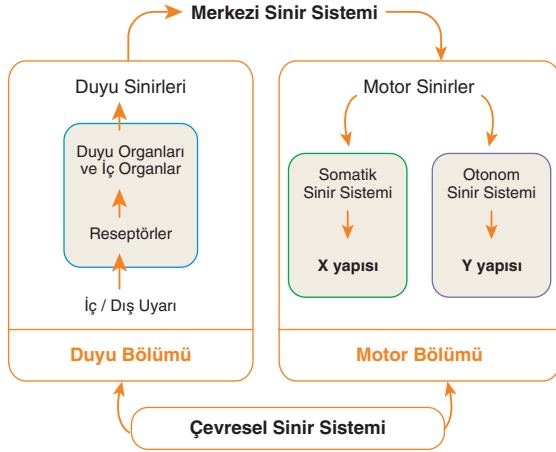 Merkezi Sinir Sistemi
Duyu Sinirleri
Duyu Organları
ve İç Organlar
Reseptörler
İç / Dış Uyarı
Duyu Bölümü
Motor Sinirler
Somatik
Sinir Sistemi
X yapısı
Otonom
Sinir Sistemi
Y yapısı
Motor Bölümü
Çevresel Sinir Sistemi